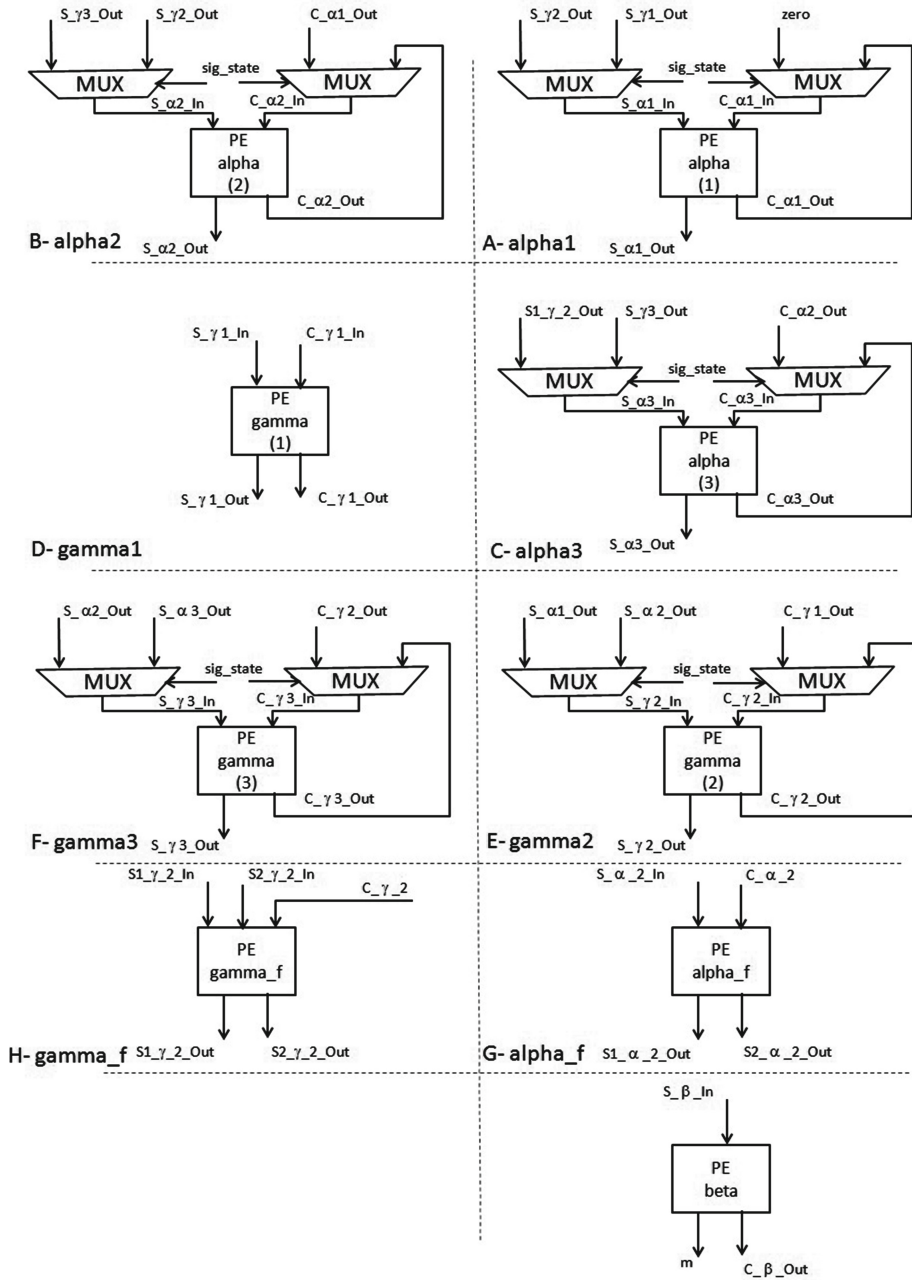 S_γ3_Out S_γ2_Out C_α1_Out
MUX sig_state MUX
S_α2_In C_α2_In
PE
alpha
(2)
C_α2_Out
B- alpha2
S_α2_Out
S_γ2_Out S_γ1_Out zero
MUX sig_state MUX
S_α1_In C_α1_In
PE
alpha
(1)
C_α1_Out
A- alpha1
S_α1_Out
S_γ1_In C_γ1_In
PE
gamma
(1)
S_γ1_Out C_γ1_Out
D- gamma1
S1_γ_2_Out S_γ3_Out C_α2_Out
MUX sig_state MUX
S_α3_In C_α3_In
PE
alpha
(3)
C_α3_Out
C- alpha3
S_α3_Out
S_α2_Out S_α3_Out C_γ2_Out
MUX sig_state MUX
S_γ3_In C_γ3_In
PE
gamma
(3)
C_γ3_Out
F- gamma3
S_γ3_Out
S_α1_Out S_α2_Out C_γ1_Out
MUX sig_state MUX
S_γ2_In C_γ2_In
PE
gamma
(2)
C_γ2_Out
E- gamma2
S_γ2_Out
S1_γ_2_In S2_γ_2_In C_γ_2
PE
gamma_f
H- gamma_f
S1_γ_2_Out S2_γ_2_Out
S_α_2_In C_α_2
PE
alpha_f
G- alpha_f
S1_α_2_Out S2_α_2_Out
S_β_In
PE
beta
m C_β_Out